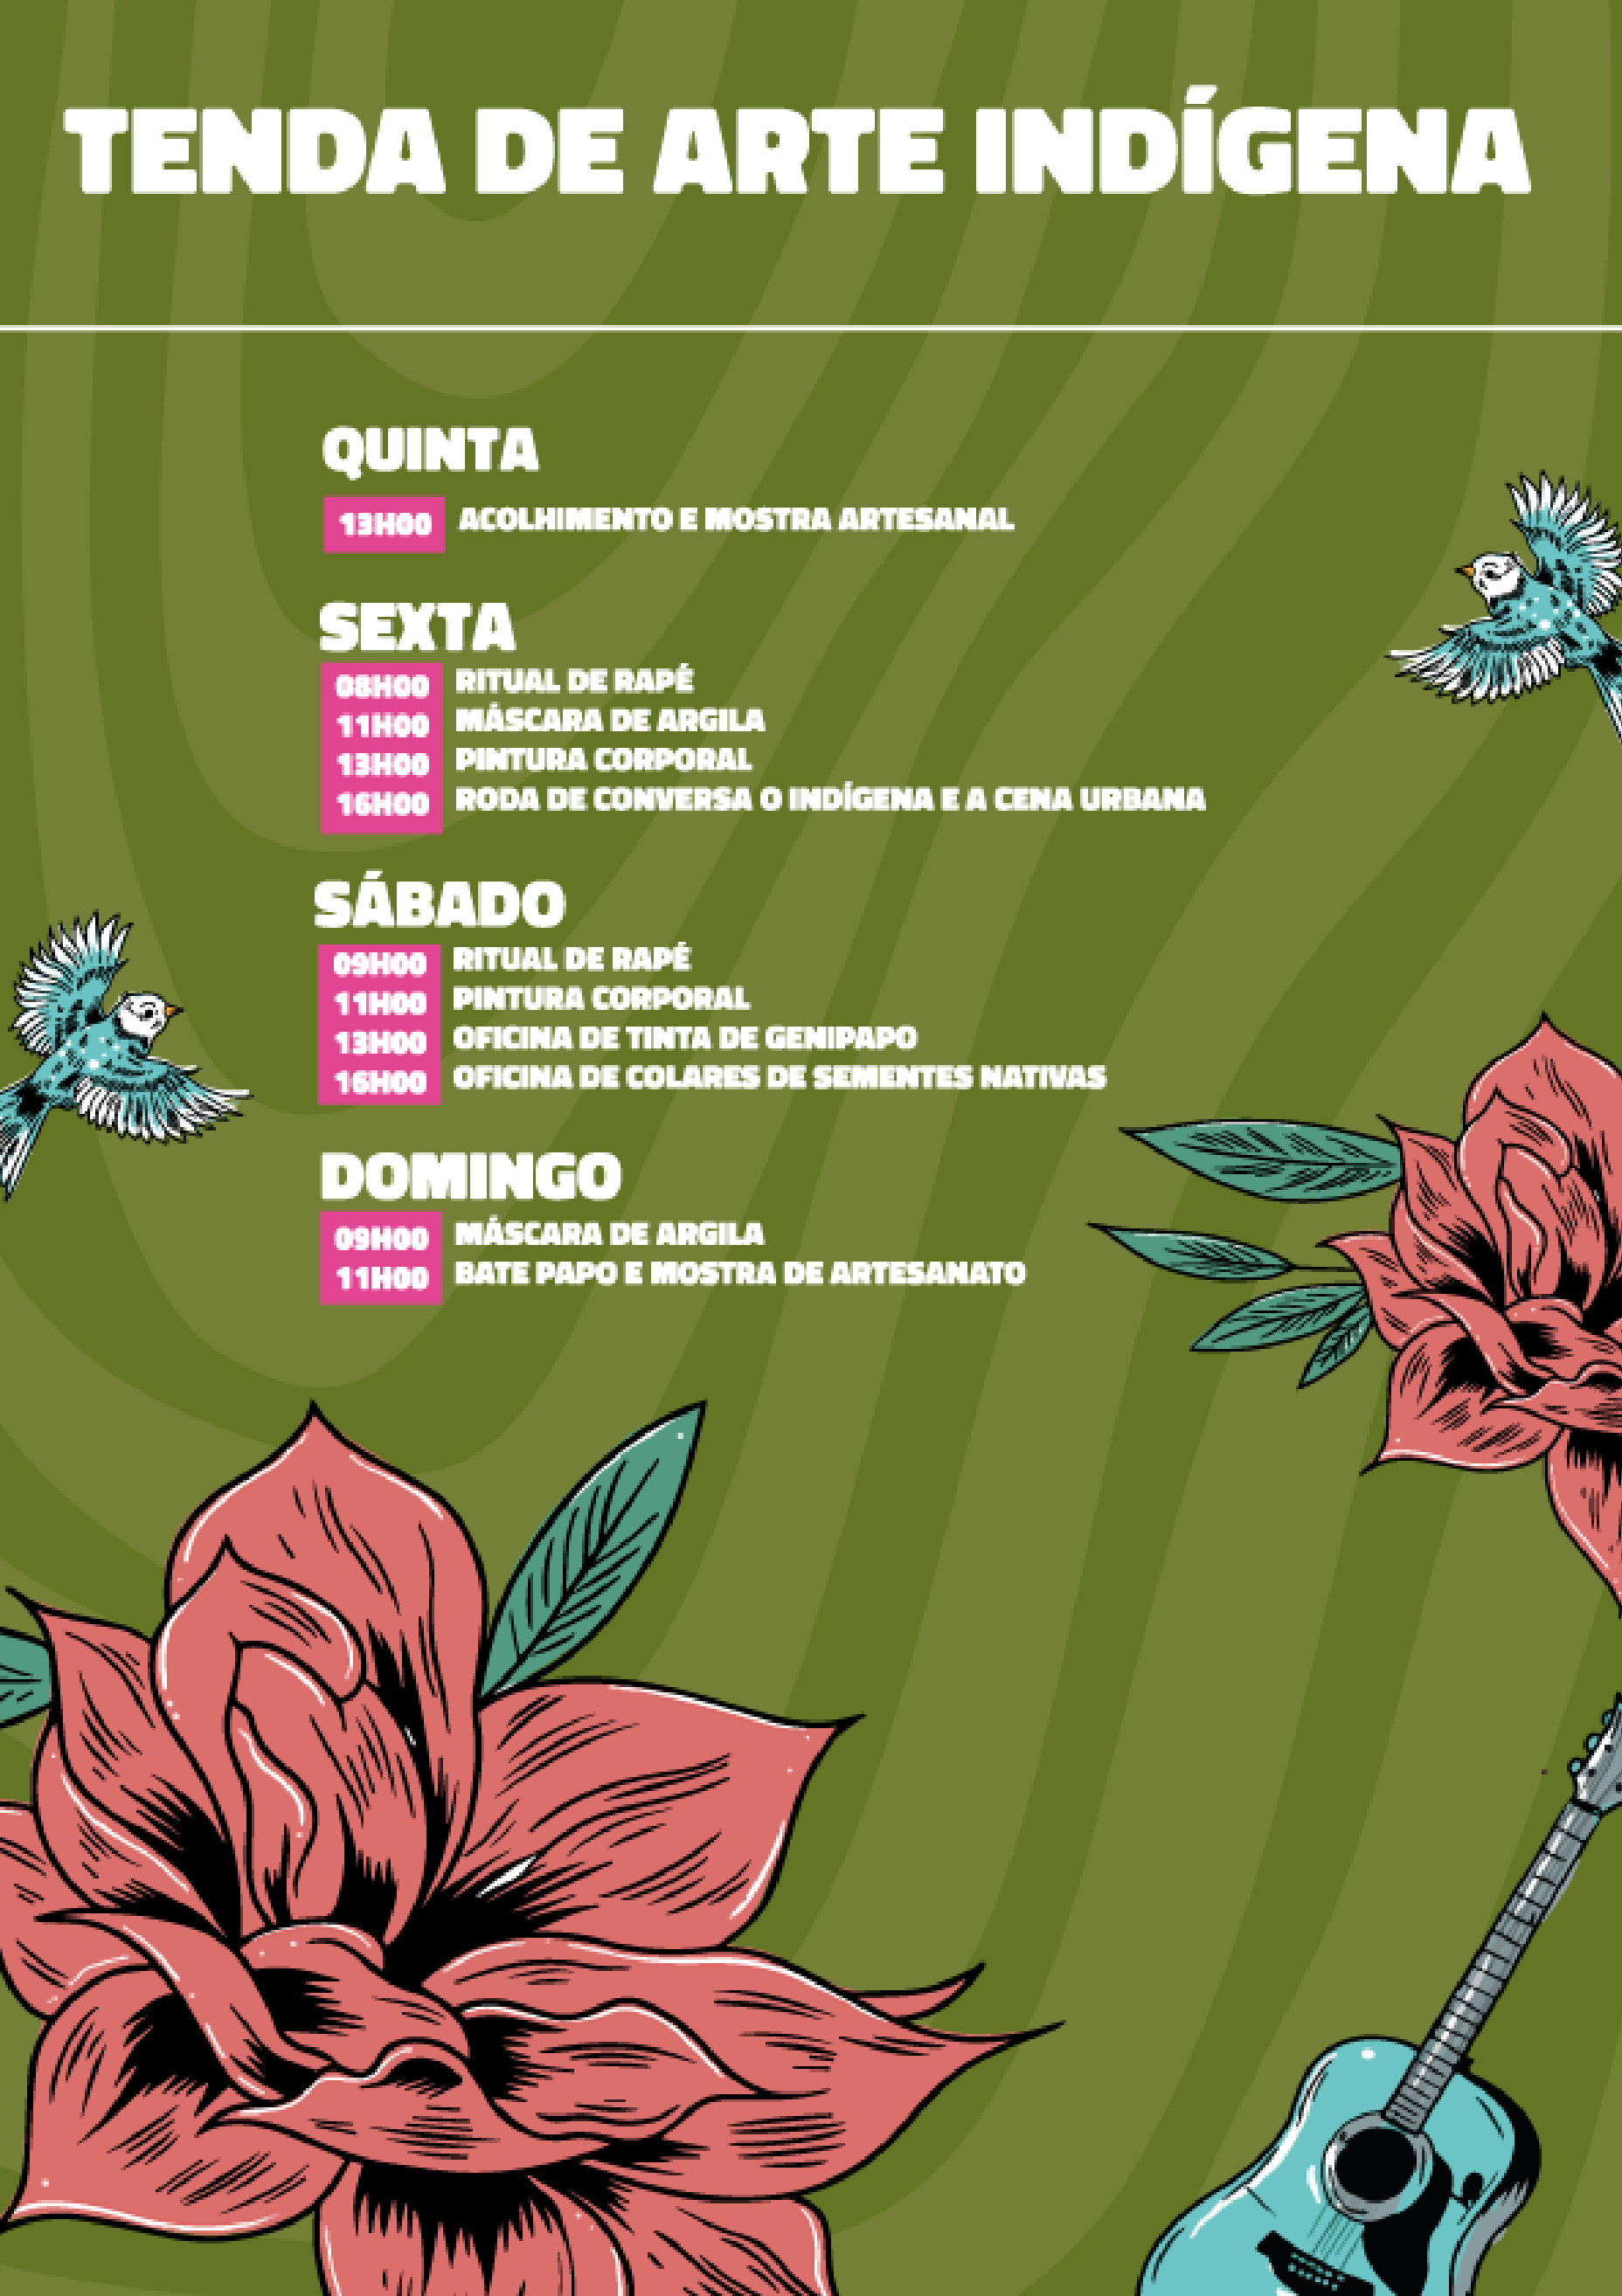 TENDA DE ARTE INDÍGENA
QUINTA
13H00 ACOLHIMENTO E MOSTRA ARTESANAL
SEXTA
08H00 RITUAL DE RAPÉ
11H00 MÁSCARA DE ARGILA
13H00 PINTURA CORPORAL
16H00 RODA DE CONVERSA O INDÍGENA E A CENA URBANA
SÁBADO
09H00 RITUAL DE RAPÉ
11H00 PINTURA CORPORAL
13H00 OFICINA DE TINTA DE GENIPAPO
16H00 OFICINA DE COLARES DE SEMENTES NATIVAS
DOMINGO
09H00 MÁSCARA DE ARGILA
11H00 BATE PAPO E MOSTRA DE ARTESANATO